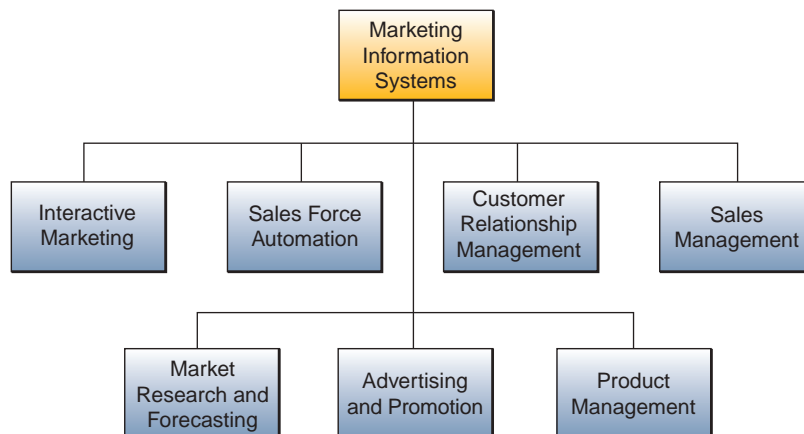 Marketing
Information
Systems
Interactive
Marketing
Sales Force
Automation
Customer
Relationship
Management
Sales
Management
Market
Research and
Forecasting
Advertising
and Promotion
Product
Management